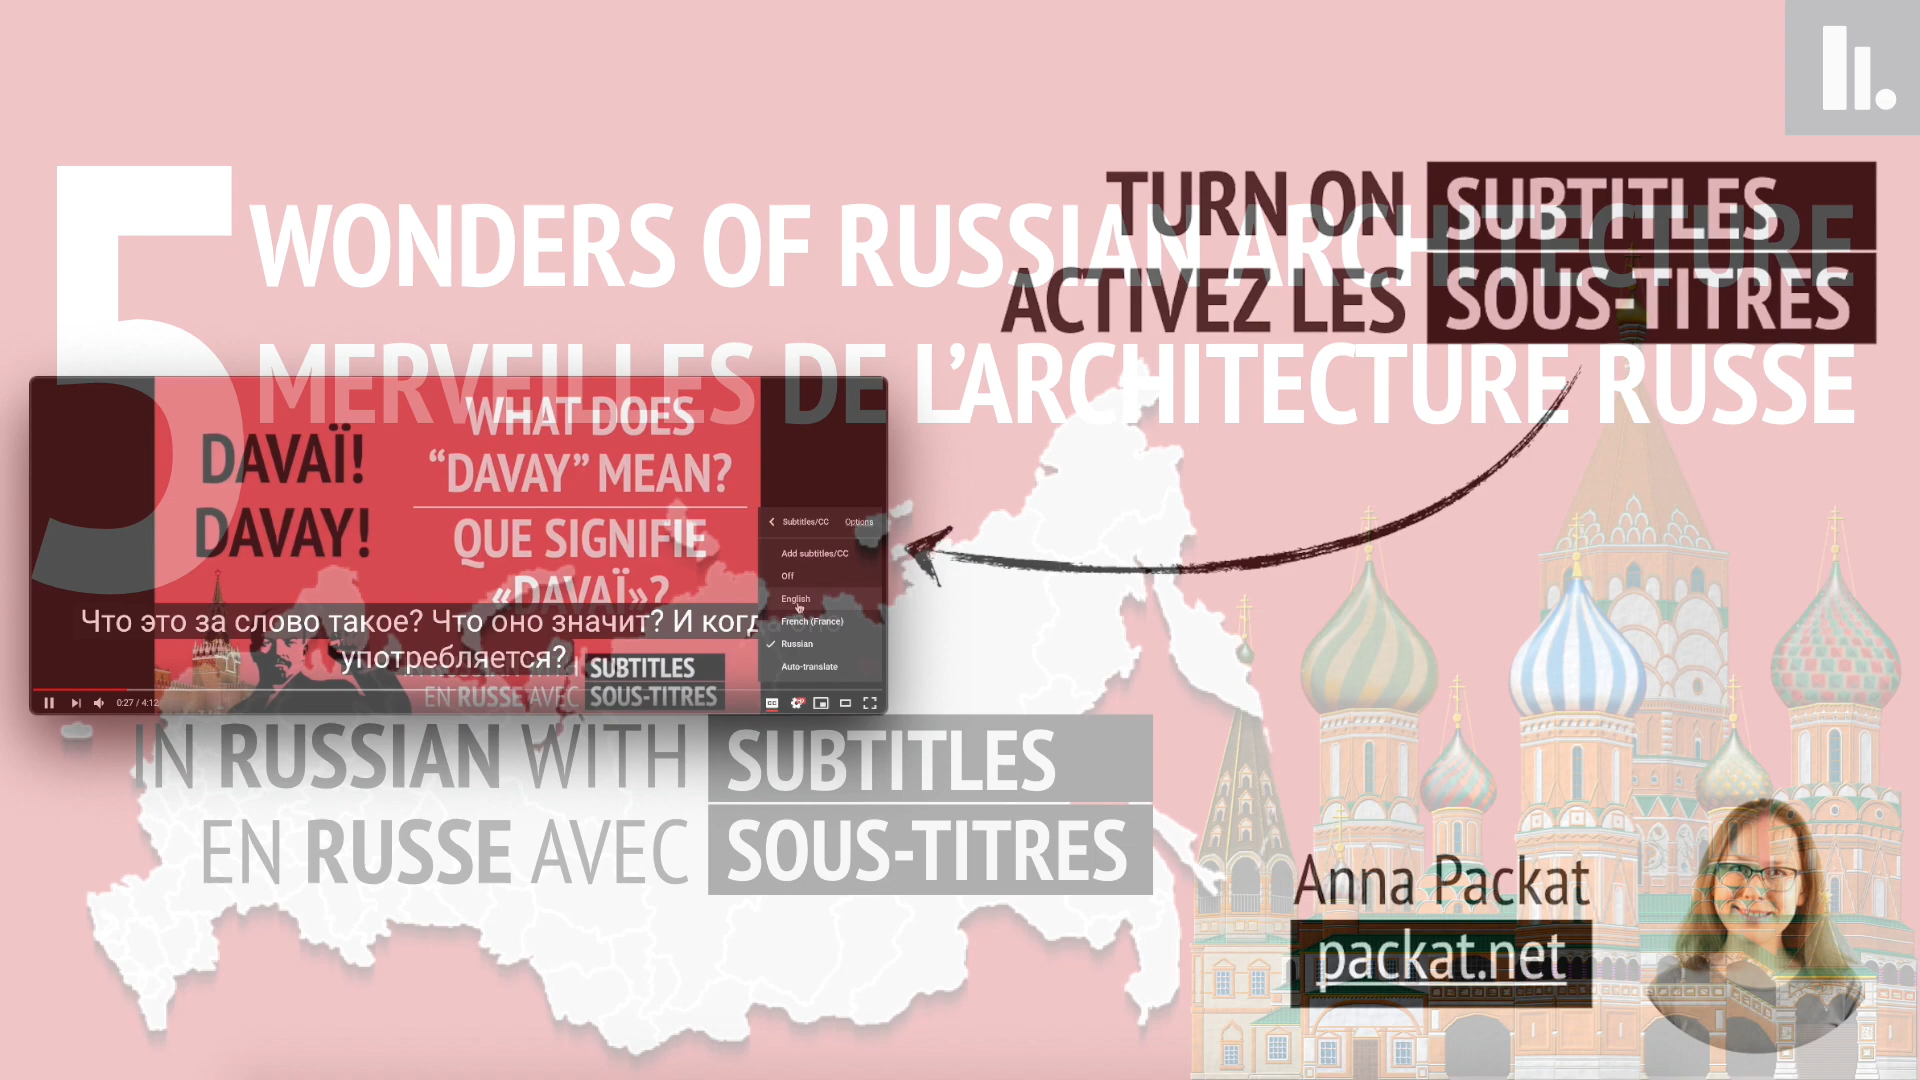 5
WONDERS OF RUSSIAN ARCHITECTURE
MERVEILLES DE L’ARCHITECTURE RUSSE
TURN ON SUBTITLES
ACTIVEZ LES SOUS-TITRES
DAVAÏ!
DAVAY!
WHAT DOES
“DAVAY” MEAN?
QUE SIGNIFIE
«DAVAÏ»?
Subtitles/CC Options
Add subtitles/CC
Off
English
French (France)
Russian
Auto-translate
Что это за слово такое? Что оно значит? И когда оно
употребляется?
SUBTITLES
EN RUSSE AVEC SOUS-TITRES
0:27 / 4:12
CC
IN RUSSIAN WITH SUBTITLES
EN RUSSE AVEC SOUS-TITRES
Anna Packat
packat.net